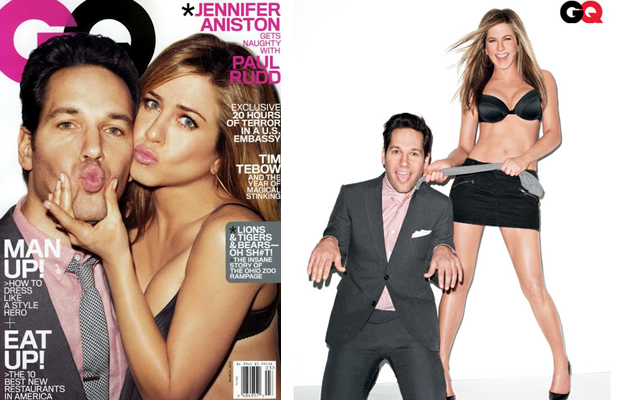 GQ
*JENNIFER
ANISTON
GETS
NAUGHTY
WITH
PAUL
RUDD
EXCLUSIVE
20 HOURS
OF TERROR
IN A U.S.
EMBASSY
TIM
TEBOW
AND THE
YEAR OF
MAGICAL
STINKING
*LIONS
& TIGERS
& BEARS—
OH SH#T!
THE INSANE
STORY OF
THE OHIO ZOO
RAMPAGE
MAN
UP!
>HOW TO
DRESS
LIKE
A STYLE
HERO
+
EAT
UP!
>THE 10
BEST NEW
RESTAURANTS
IN AMERICA
GQ